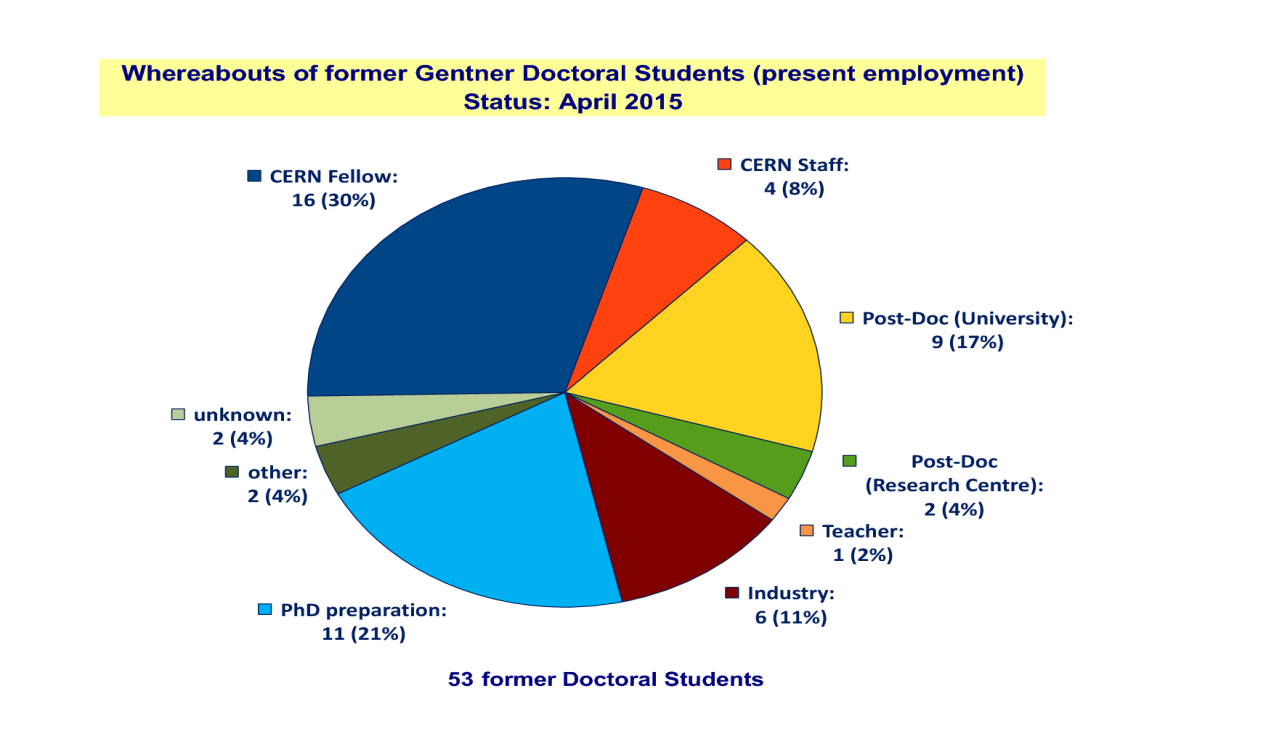 Whereabouts of former Gentner Doctoral Students (present employment)
Status: April 2015
CERN Fellow:
16 (30%)
CERN Staff:
4 (8%)
Post-Doc (University):
9 (17%)
unknown:
2 (4%)
other:
2 (4%)
Post-Doc
(Research Centre):
2 (4%)
Teacher:
1 (2%)
Industry:
6 (11%)
PhD preparation:
11 (21%)
53 former Doctoral Students